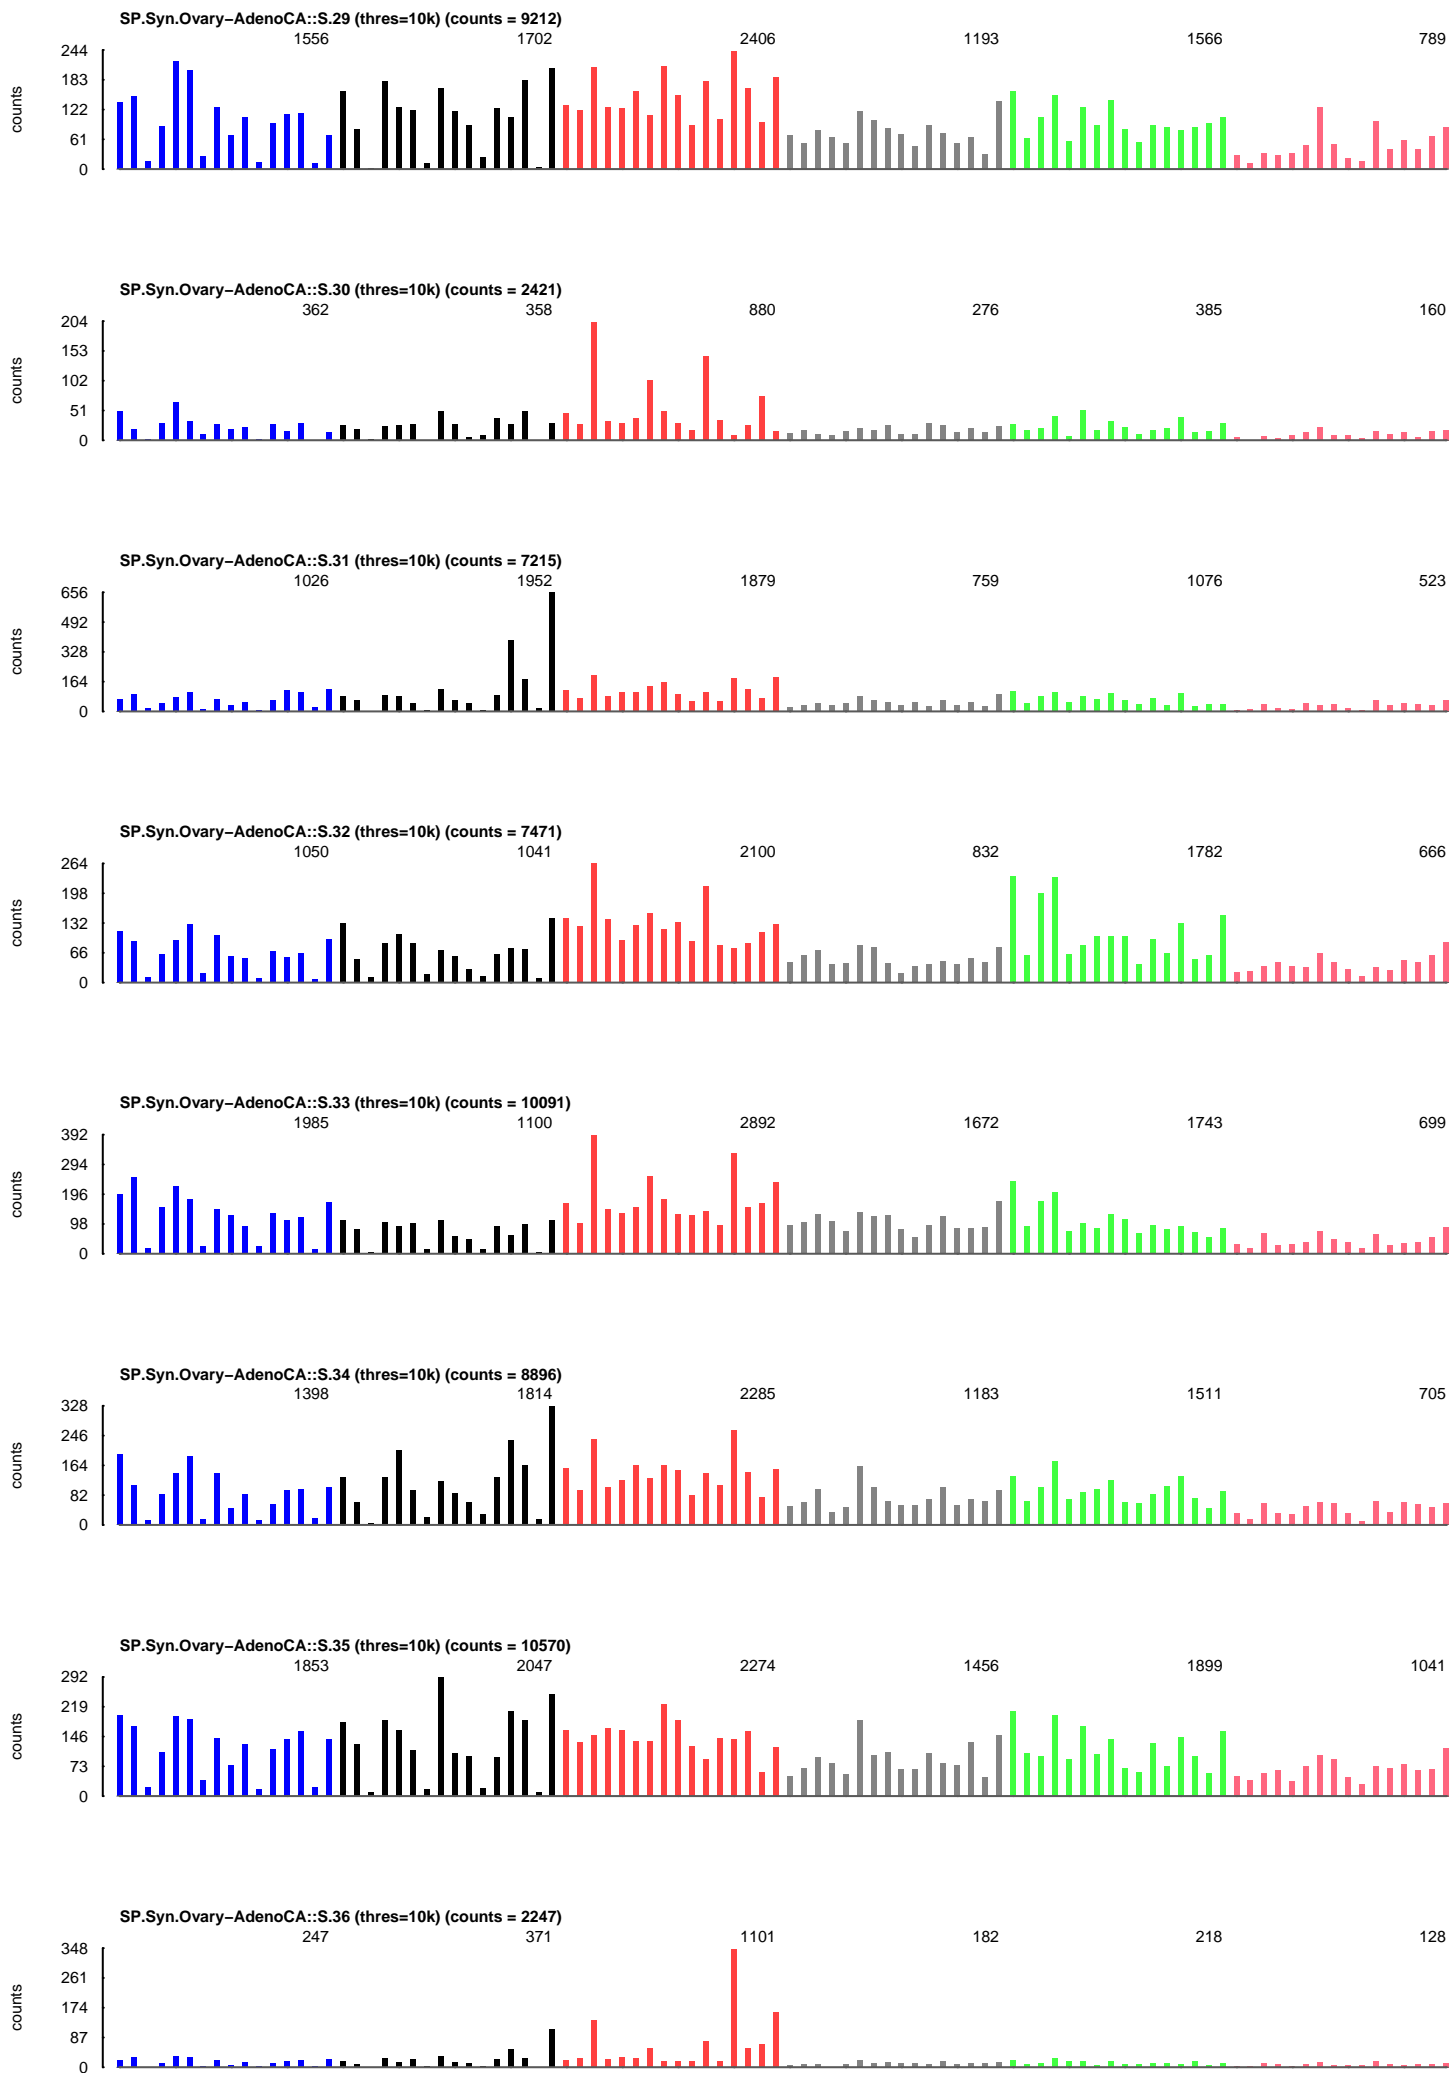 SP.Syn.Ovary–AdenoCA::S.29 (thres=10k) (counts = 9212)
1556 1702 2406 1193 1566 789
244
183
122
61
0
counts
SP.Syn.Ovary–AdenoCA::S.30 (thres=10k) (counts = 2421)
362 358 880 276 385 160
204
153
102
51
0
counts
SP.Syn.Ovary–AdenoCA::S.31 (thres=10k) (counts = 7215)
1026 1952 1879 759 1076 523
656
492
328
164
0
counts
SP.Syn.Ovary–AdenoCA::S.32 (thres=10k) (counts = 7471)
1050 1041 2100 832 1782 666
264
198
132
66
0
counts
SP.Syn.Ovary–AdenoCA::S.33 (thres=10k) (counts = 10091)
1985 1100 2892 1672 1743 699
392
294
196
98
0
counts
SP.Syn.Ovary–AdenoCA::S.34 (thres=10k) (counts = 8896)
1398 1814 2285 1183 1511 705
328
246
164
82
0
counts
SP.Syn.Ovary–AdenoCA::S.35 (thres=10k) (counts = 10570)
1853 2047 2274 1456 1899 1041
292
219
146
73
0
counts
SP.Syn.Ovary–AdenoCA::S.36 (thres=10k) (counts = 2247)
247 371 1101 182 218 128
348
261
174
87
0
counts